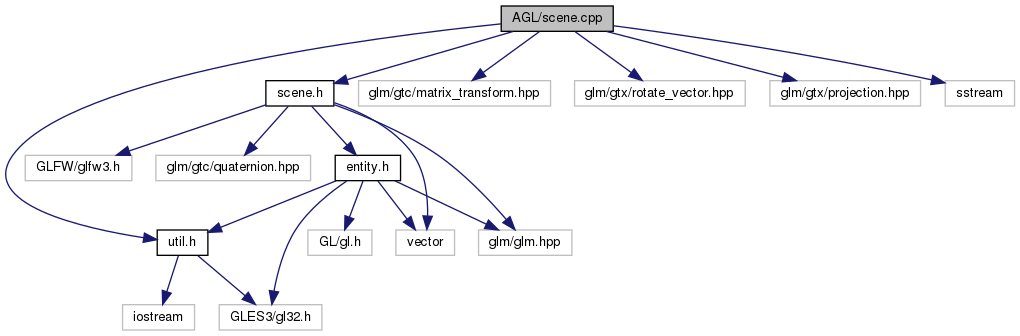 AGL/scene.cpp
scene.h
glm/gtc/matrix_transform.hpp
glm/gtx/rotate_vector.hpp
glm/gtx/projection.hpp
sstream
GLFW/glfw3.h
glm/gtc/quaternion.hpp
entity.h
util.h
GL/gl.h
vector
glm/glm.hpp
iostream
GLES3/gl32.h